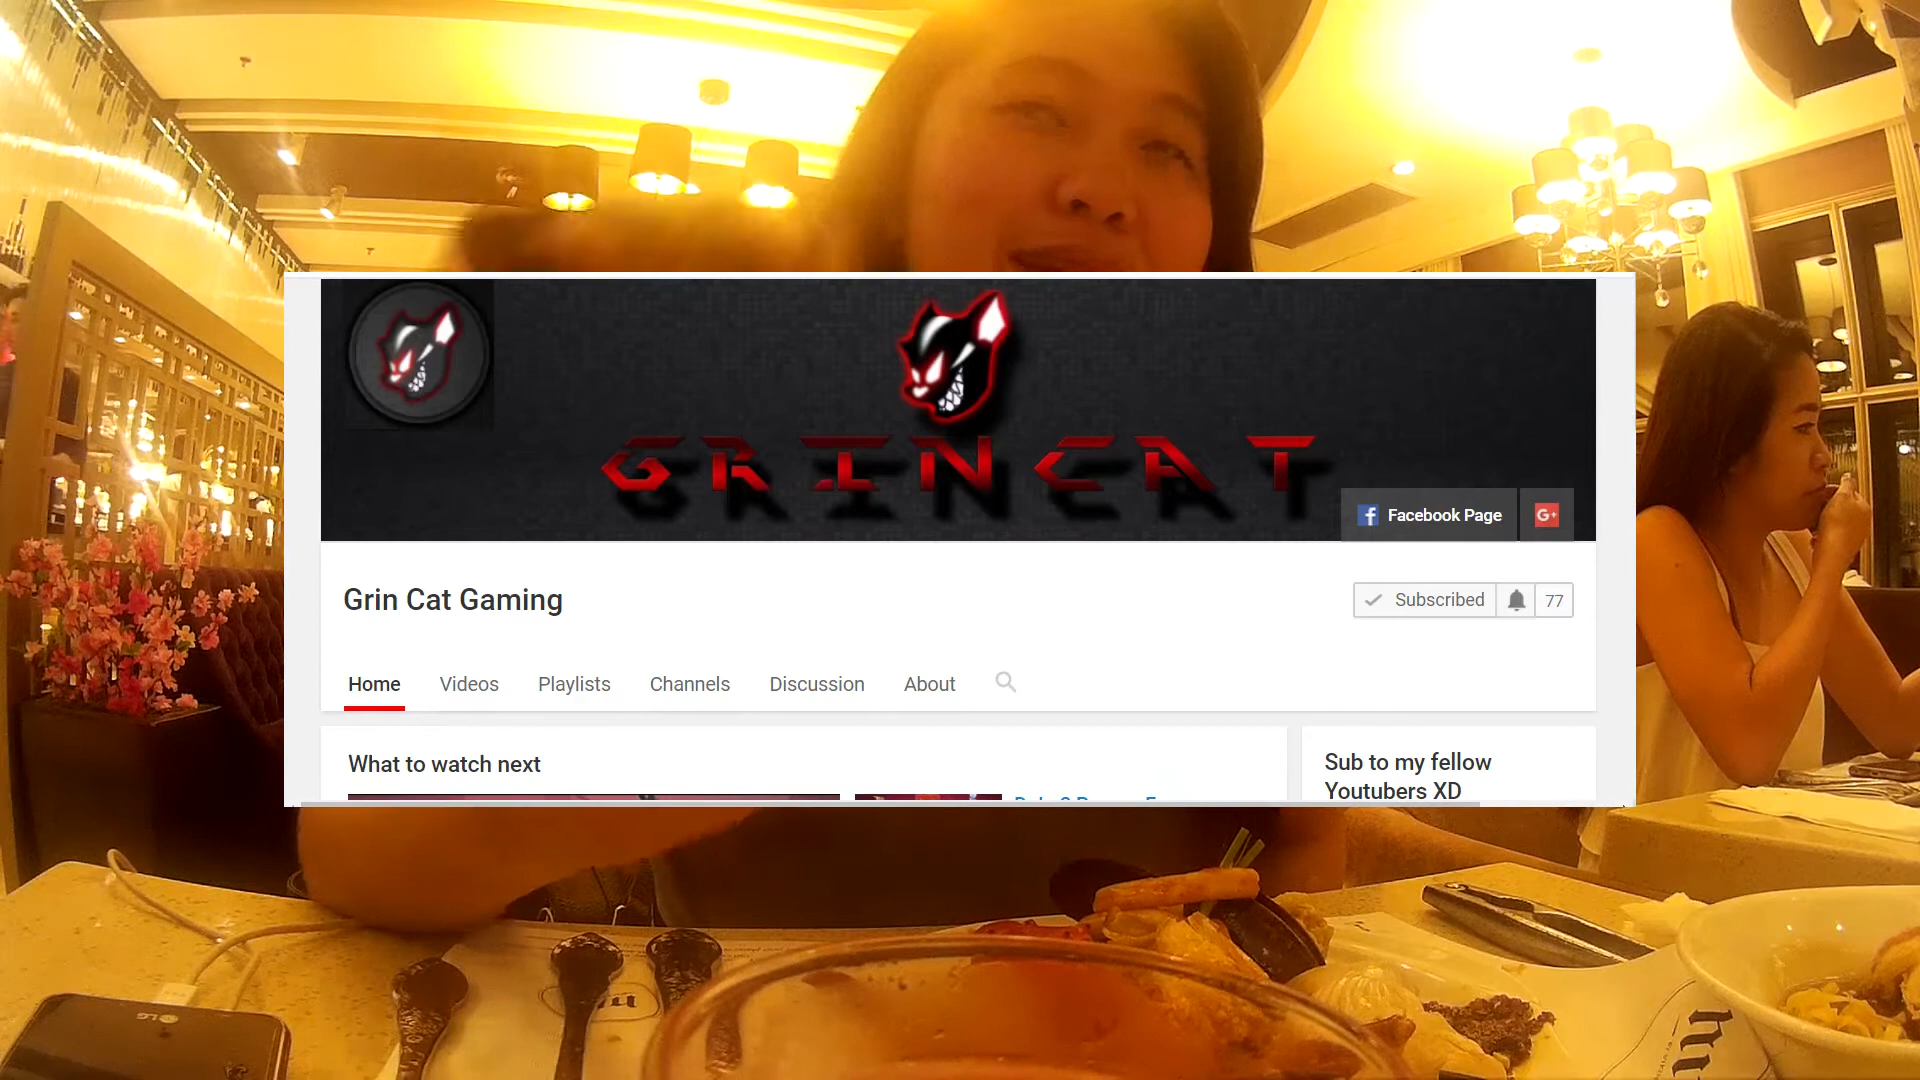 GRINCAT
Facebook Page
G+
Grin Cat Gaming
Subscribed 77
Home Videos Playlists Channels Discussion About
What to watch next
Sub to my fellow
Youtubers XD
LG